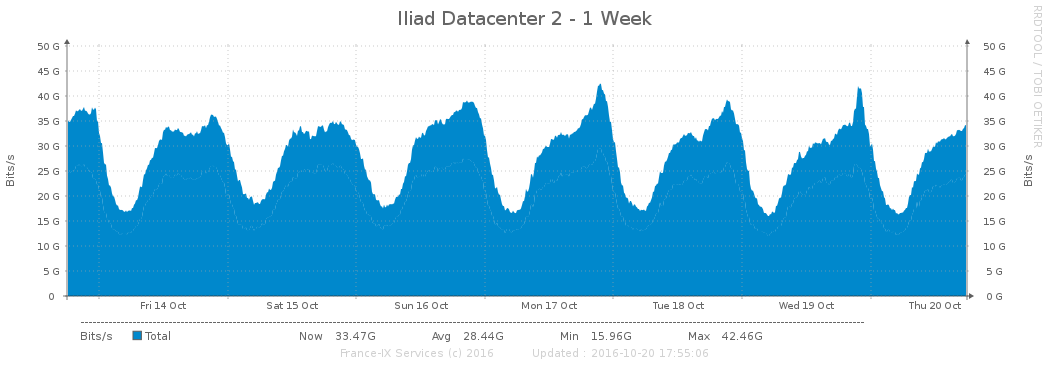 Iliad Datacenter 2 - 1 Week
RRDTOOL / TOBI OETIKER
Bits/s
50 G 50 G
45 G 45 G
40 G 40 G
35 G 35 G
30 G 30 G
25 G 25 G
20 G 20 G
15 G 15 G
10 G 10 G
5 G 5 G
0 0 G
Bits/s
Fri 14 Oct Sat 15 Oct Sun 16 Oct Mon 17 Oct Tue 18 Oct Wed 19 Oct Thu 20 Oct
Bits/s Total Now 33.47G Avg 28.44G Min 15.96G Max 42.46G
France-IX Services (c) 2016 Updated : 2016-10-20 17:55:06